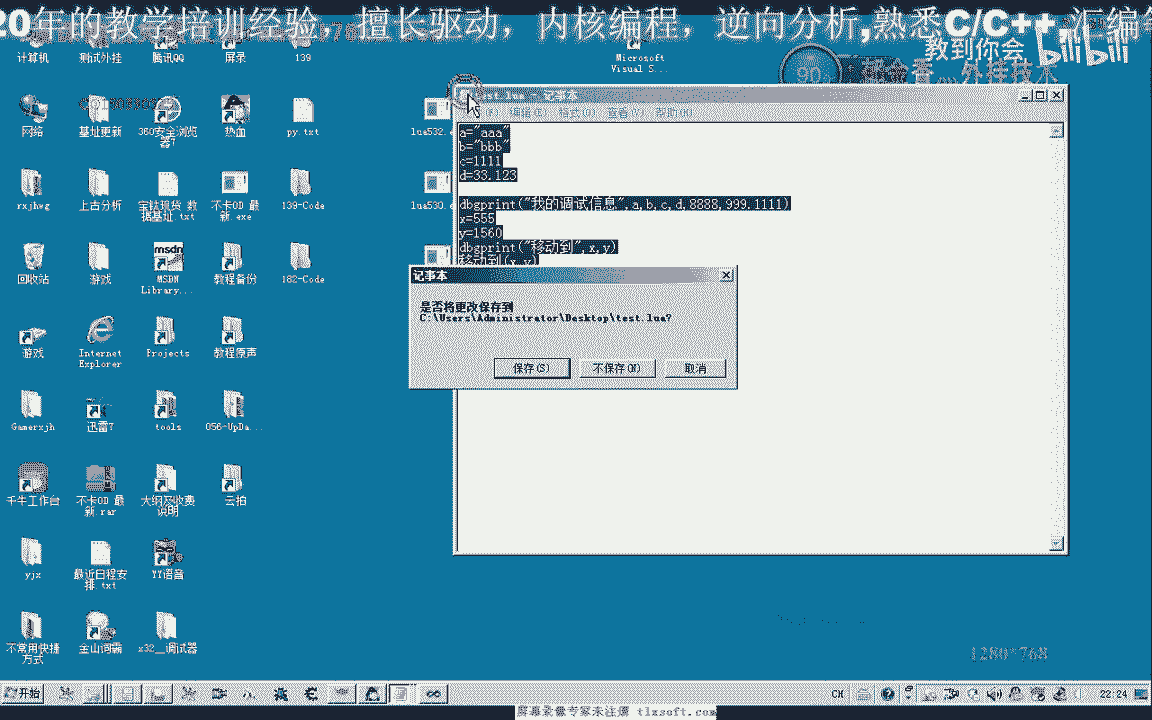 20年的教学培训经验，擅长驱动，内核编程，逆向分析,熟悉C/C++,汇编
教到你会
bilibili
计算机
测试外挂
腾讯QQ
屏录
139
Microsoft
Visual S...
90
外挂技术
网络
基址更新
360安全浏览
器7
热血
py.txt
lua532.
rxjhwg
上古分析
宝钛现货 数
据基址.txt
不卡OD 最
新.exe
139-Code
lua530.
回收站
游戏
MSDN
Library...
教程备份
182-Code
游戏
Internet
Explorer
Projects
教程原声
Gamerxjh
迅雷7
tools
056-UpDa...
千牛工作台
不卡OD 最
新.rar
大纲及收费
说明
云拍
yjx
最近日程安
排.txt
YY语音
不常用快捷
方式
金山词霸
x32__调试器
test.lua - 记事本
编辑(E) 格式(O) 查看(V) 帮助(H)
a="aaa"
b="bbb"
c=1111
d=33.123
dbgprint("我的调试信息",a,b,c,d,8888,999.1111)
x=555
y=1560
dbgprint("移动到",x,y)
移动到(x,y)
记事本
是否将更改保存到
C:\Users\Administrator\Desktop\test.lua?
保存(S)
不保存(N)
取消
1280*768
开始
CH
22:24
屏幕录像专家未注册 tlxsoft.com